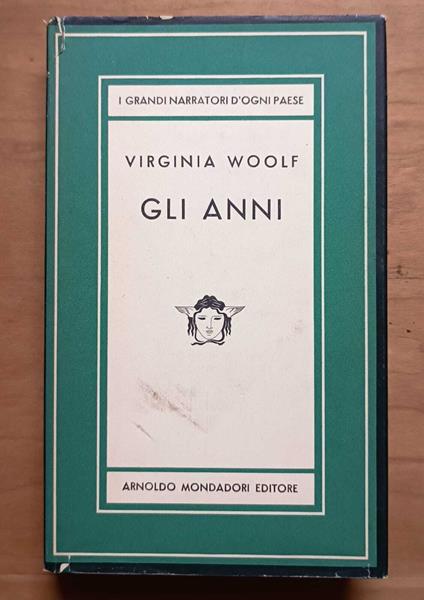 I GRANDI NARRATORI D'OGNI PAESE
VIRGINIA WOOLF
GLI ANNI
ARNOLDO MONDADORI EDITORE